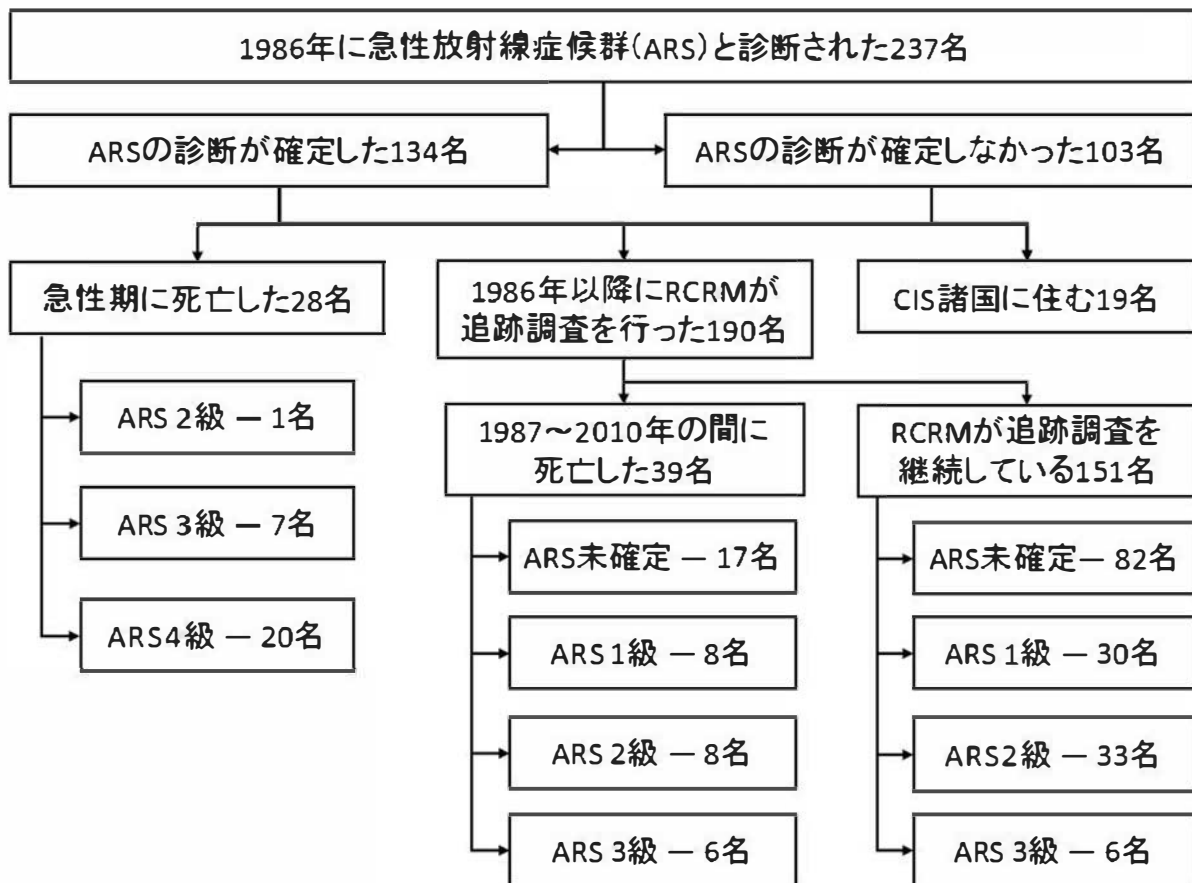 1986年に急性放射線症候群(ARS)と診断された237名
ARSの診断が確定した134名
ARSの診断が確定しなかった103名
急性期に死亡した28名
1986年以降にRCRMが
追跡調査を行った190名
CIS諸国に住む19名
ARS 2級 — 1名
ARS 3級 — 7名
ARS4級 — 20名
1987～2010年の間に
死亡した39名
RCRMが追跡調査を
継続している151名
ARS未確定 — 17名
ARS 1級 — 8名
ARS 2級 — 8名
ARS 3級 — 6名
ARS未確定— 82名
ARS 1級 — 30名
ARS2級 — 33名
ARS 3級 — 6名